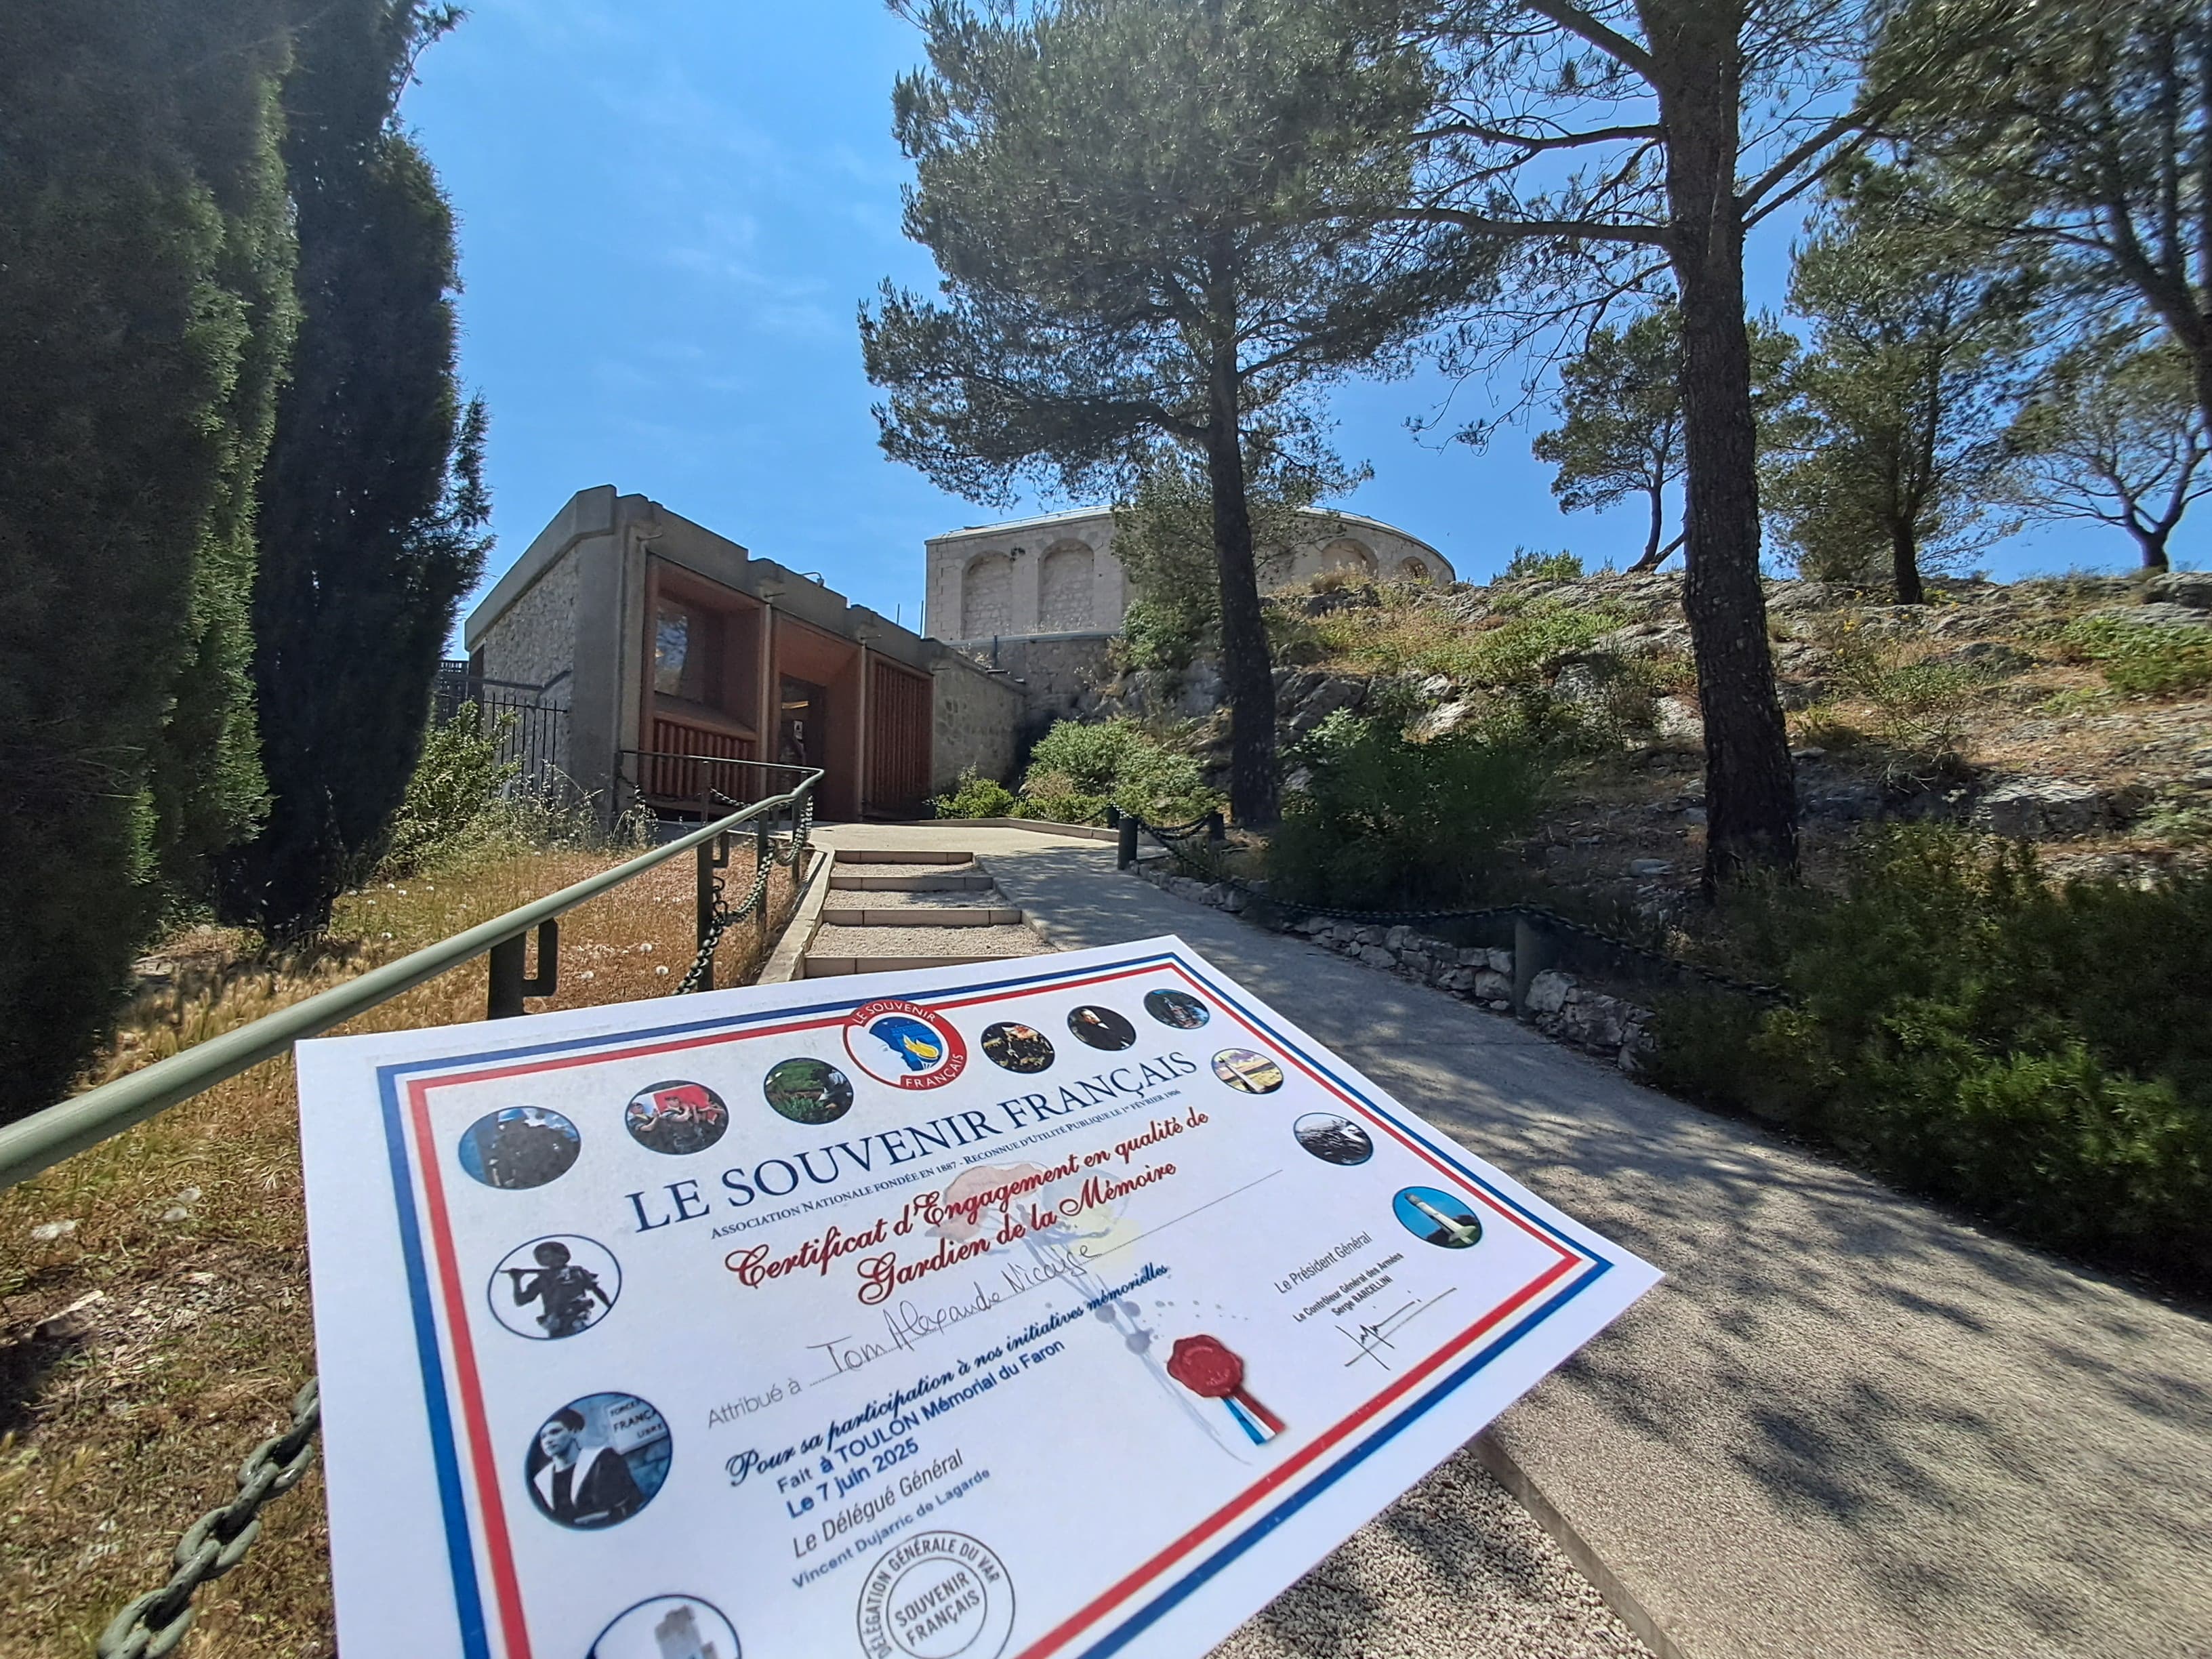 LE SOUVENIR
FRANÇAIS
LE SOUVENIR FRANÇAIS
ASSOCIATION NATIONALE FONDÉE EN 1887 - RECONNUE D'UTILITÉ PUBLIQUE LE 1er FÉVRIER 1906
Certificat d'Engagement en qualité de
Gardien de la Mémoire
Attribué à Tom Alexandre Nicolge
Pour sa participation à nos initiatives mémorielles
Fait à TOULON Mémorial du Faron
Le 7 juin 2025
Le Délégué Général
Vincent Dujarric de Lagarde
Le Président Général
Le Contrôleur Général des Armées
Serge BARCELLINI
FORCES
FRANÇA
LIBRE
DÉLÉGATION GÉNÉRALE DU VAR
SOUVENIR
FRANÇAIS